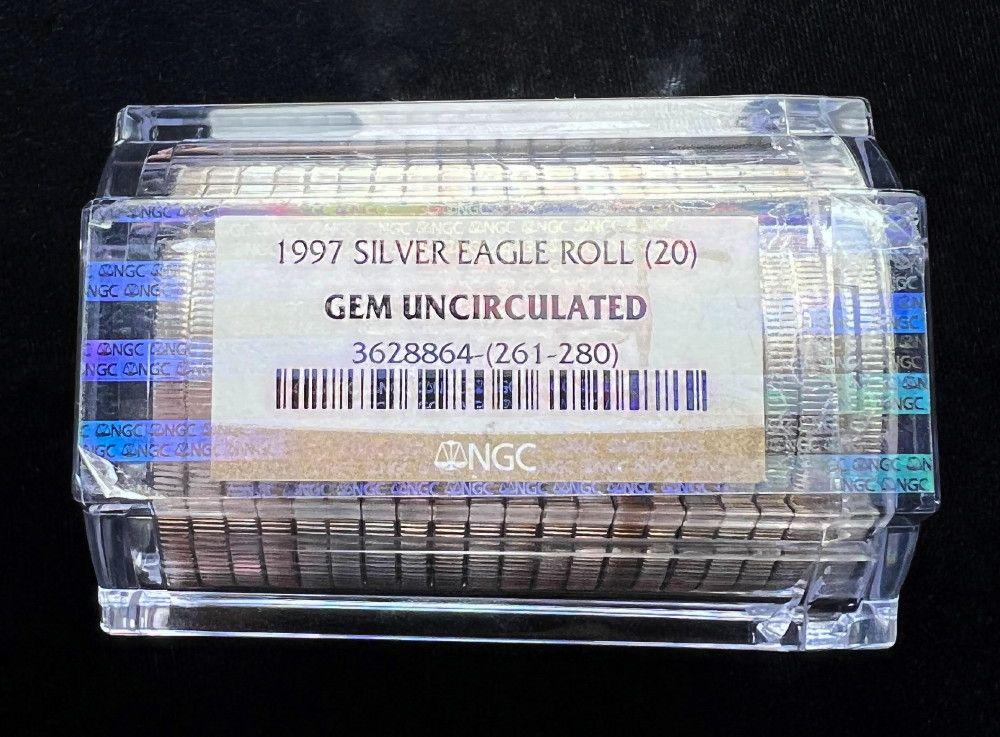 1997 SILVER EAGLE ROLL (20)
GEM UNCIRCULATED
3628864-(261-280)
NGC